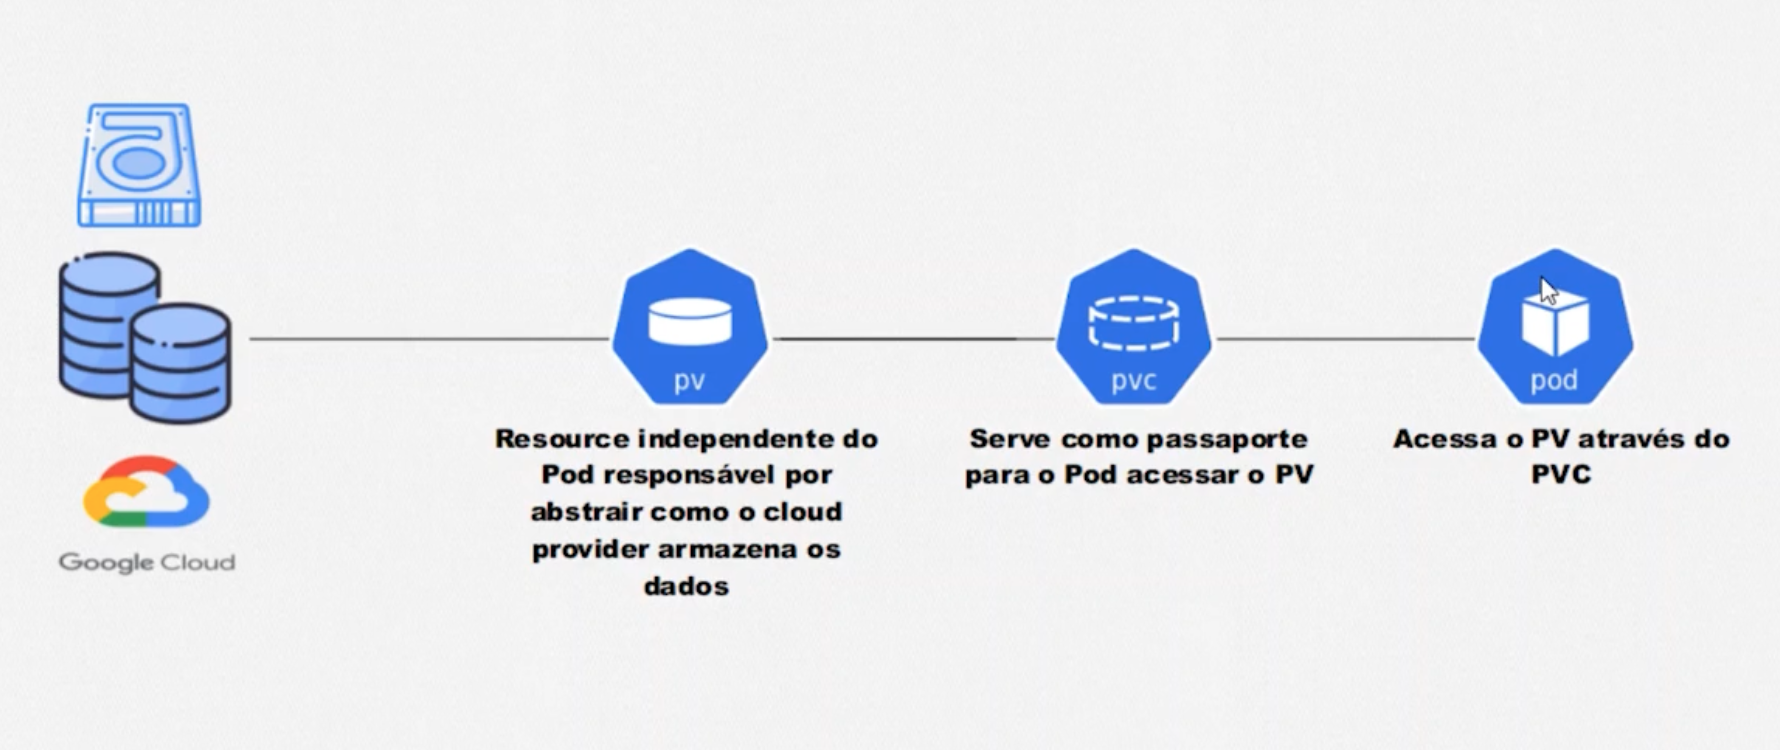 Google Cloud
pv
Resource independente do
Pod responsável por
abstrair como o cloud
provider armazena os
dados
pvc
Serve como passaporte
para o Pod acessar o PV
pod
Acessa o PV através do
PVC